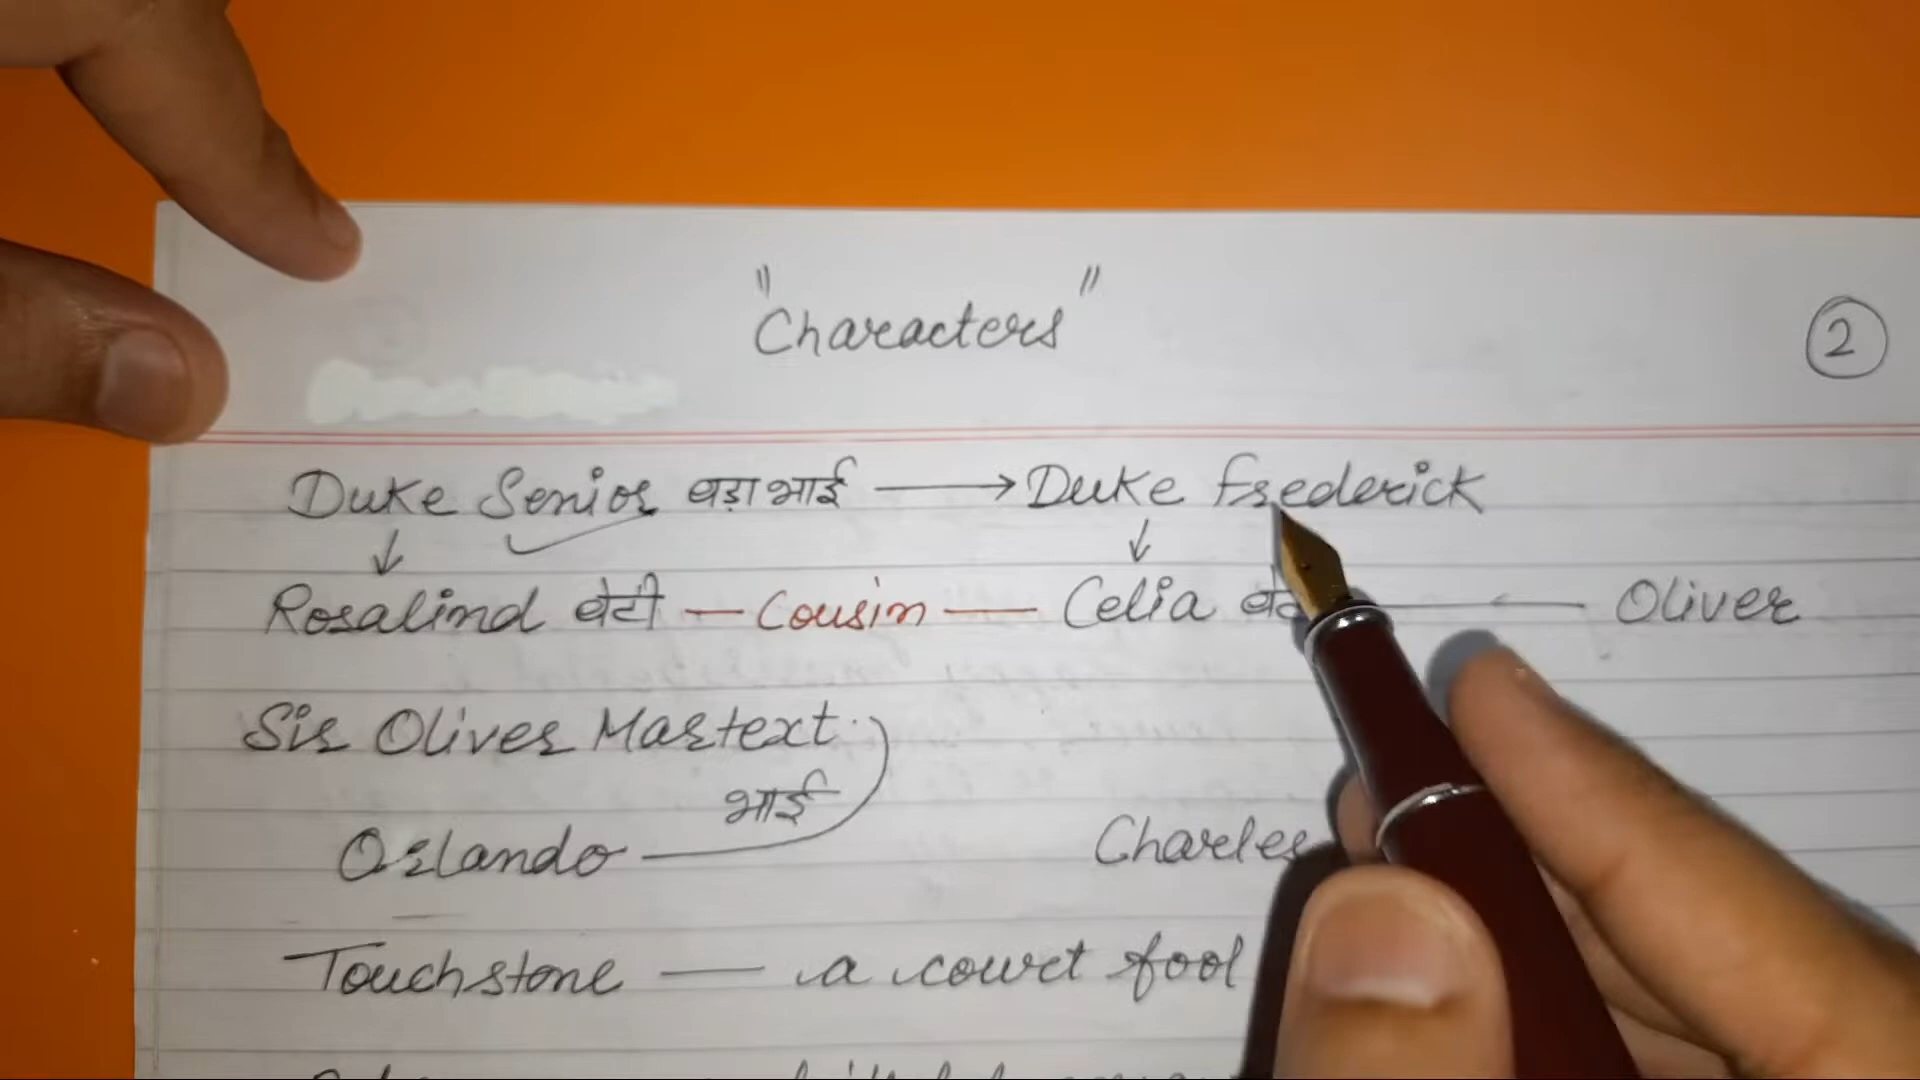 "Characters"
2
Duke Senior बड़ा भाई → Duke Frederick
↓ ↓
Rosalind बेटी — Cousin — Celia — Oliver
Sir Oliver Martext
भाई
Orlando Charles
Touchstone — a court fool